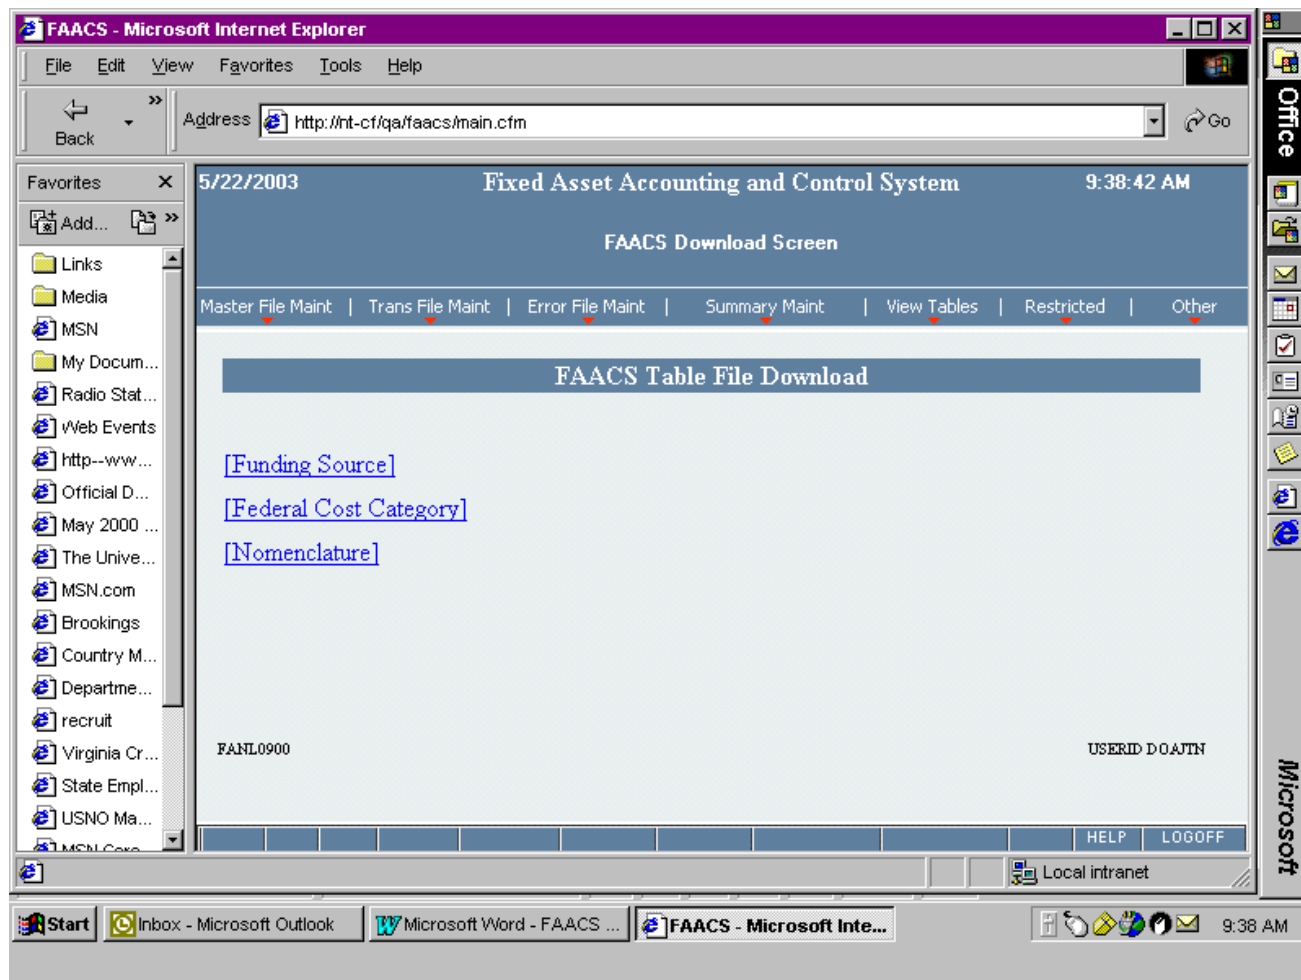 FAACS - Microsoft Internet Explorer
File Edit View Favorites Tools Help
Back
»
Address http://nt-cf/qa/faacs/main.cfm Go
Favorites X
Add... »
Links
Media
MSN
My Docum...
Radio Stat...
Web Events
http--ww...
Official D...
May 2000 ...
The Unive...
MSN.com
Brookings
Country M...
Departme...
recruit
Virginia Cr...
State Empl...
USNO Ma...
5/22/2003 Fixed Asset Accounting and Control System 9:38:42 AM
FAACS Download Screen
Master File Maint | Trans File Maint | Error File Maint | Summary Maint | View Tables | Restricted | Other
FAACS Table File Download
[Funding Source]
[Federal Cost Category]
[Nomenclature]
FANL0900 USERID DOAJTN
HELP LOGOFF
Local intranet
Office
Microsoft
Start Inbox - Microsoft Outlook Microsoft Word - FAACS ... FAACS - Microsoft Inte... 9:38 AM